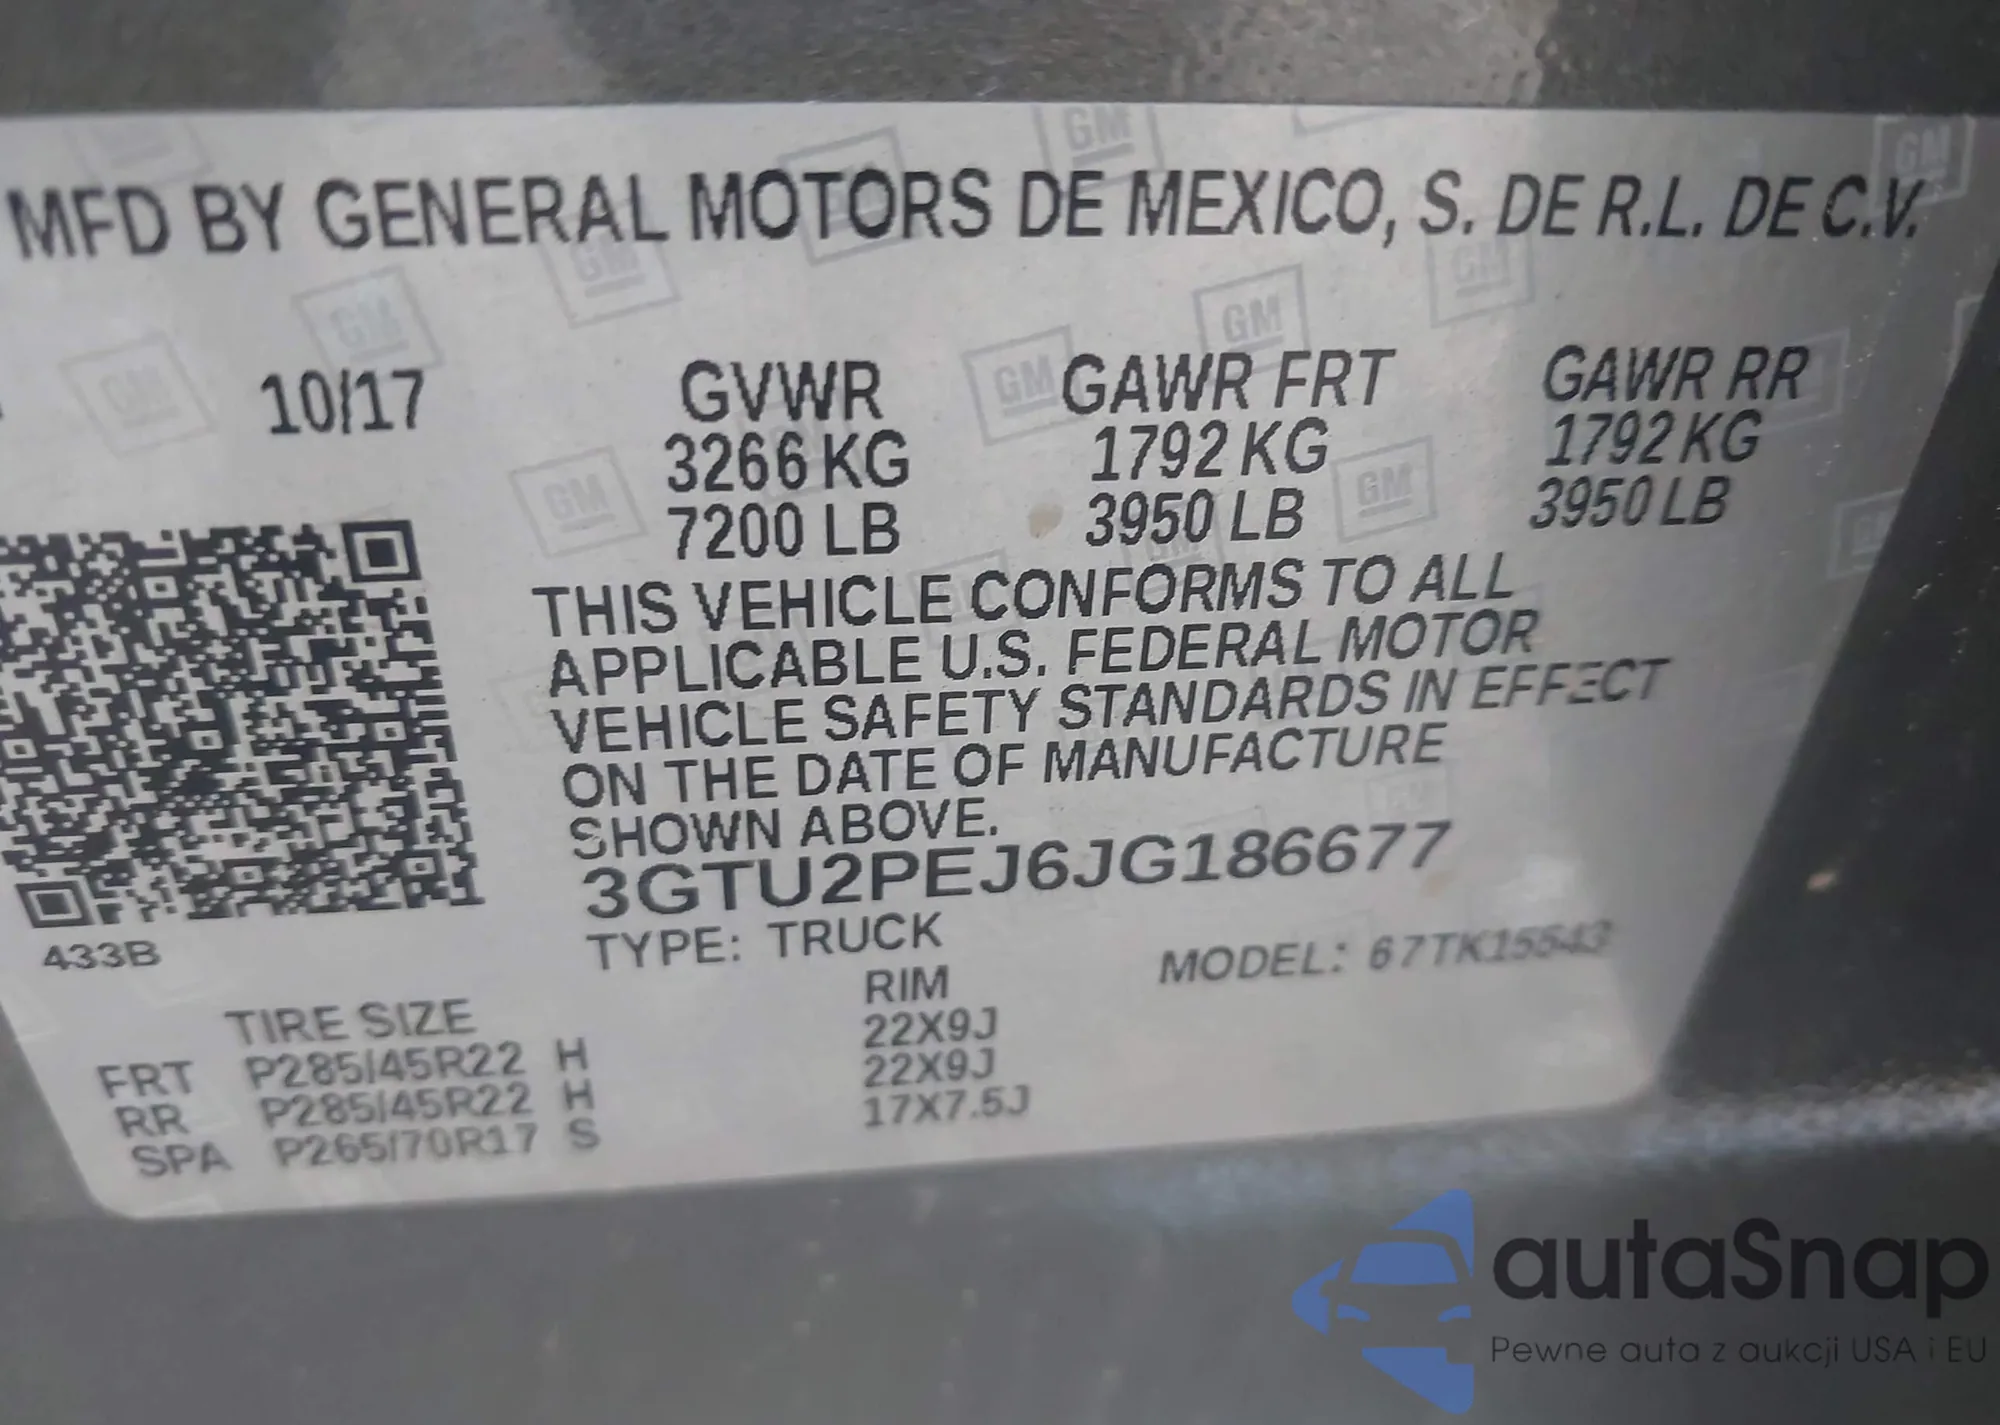 MFD BY GENERAL MOTORS DE MEXICO, S. DE R.L. DE C.V.
10/17 GVWR GAWR FRT GAWR RR
3266 KG 1792 KG 1792 KG
7200 LB 3950 LB 3950 LB
THIS VEHICLE CONFORMS TO ALL
APPLICABLE U.S. FEDERAL MOTOR
VEHICLE SAFETY STANDARDS IN EFFECT
ON THE DATE OF MANUFACTURE
SHOWN ABOVE.
3GTU2PEJ6JG186677
433B
TYPE: TRUCK MODEL: 67TK15543
TIRE SIZE RIM
FRT P285/45R22 H 22X9J
RR P285/45R22 H 22X9J
SPA P265/70R17 S 17X7.5J
autaSnap
Pewne auta z aukcji USA i EU